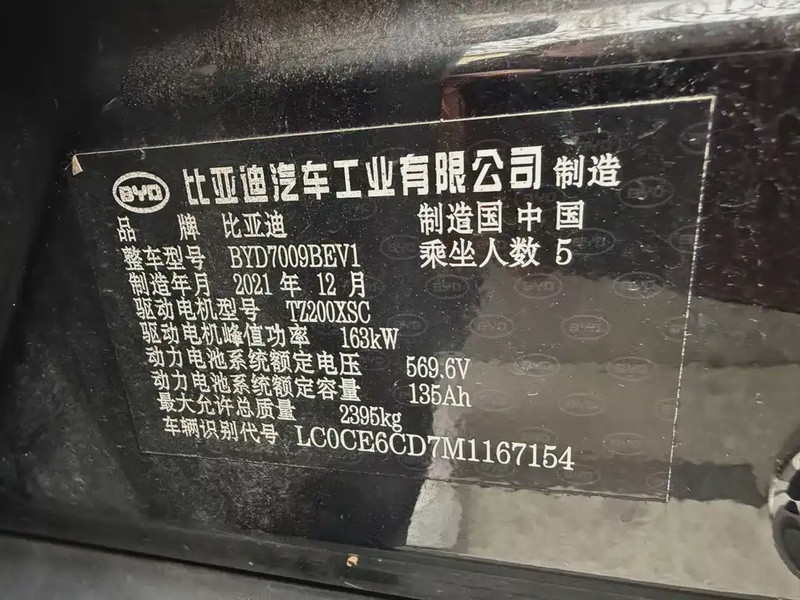 BYD 比亚迪汽车工业有限公司 制造
品 牌 比亚迪 制造国 中国
整车型号 BYD7009BEV1 乘坐人数 5
制造年月 2021 年 12 月
驱动电机型号 TZ200XSC
驱动电机峰值功率 163kW
动力电池系统额定电压 569.6V
动力电池系统额定容量 135Ah
最大允许总质量 2395kg
车辆识别代号 LC0CE6CD7M1167154